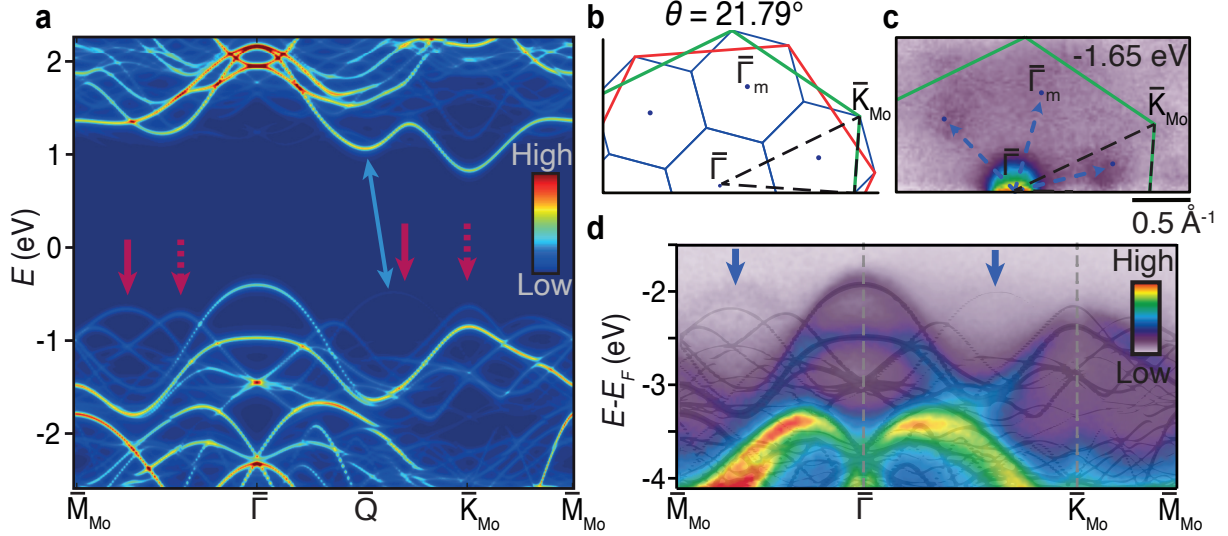 a
2
1
0
-1
-2
E (eV)
High
Low
M̅Mo
Γ̅
Q̅
K̅Mo
M̅Mo
b
θ = 21.79°
Γ̅m
K̅Mo
Γ̅
c
-1.65 eV
Γ̅m
K̅Mo
Γ̅
0.5 Å-1
d
High
Low
-2
-3
-4
E-EF (eV)
M̅Mo
Γ̅
K̅Mo
M̅Mo